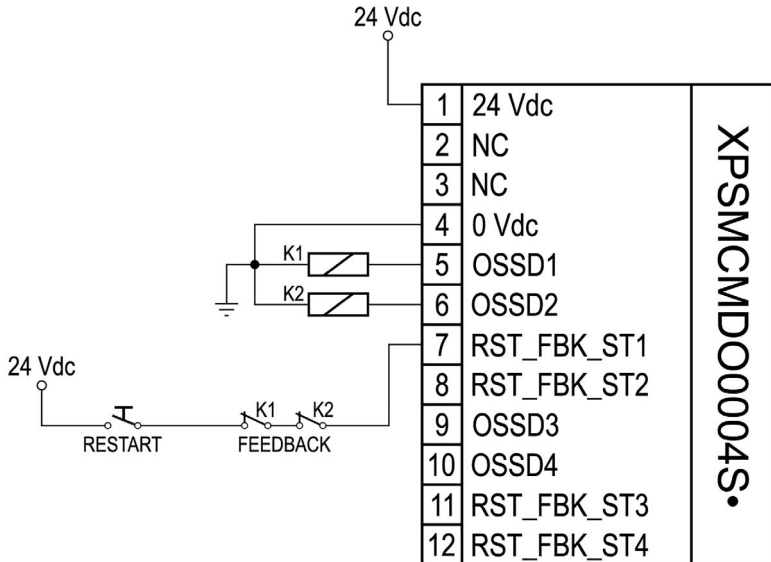 24 Vdc
1 24 Vdc
2 NC
3 NC
4 0 Vdc
K1 5 OSSD1
K2 6 OSSD2
7 RST_FBK_ST1
24 Vdc
8 RST_FBK_ST2
K1 K2
9 OSSD3
RESTART FEEDBACK
10 OSSD4
11 RST_FBK_ST3
12 RST_FBK_ST4
XPSMCMDO0004S•